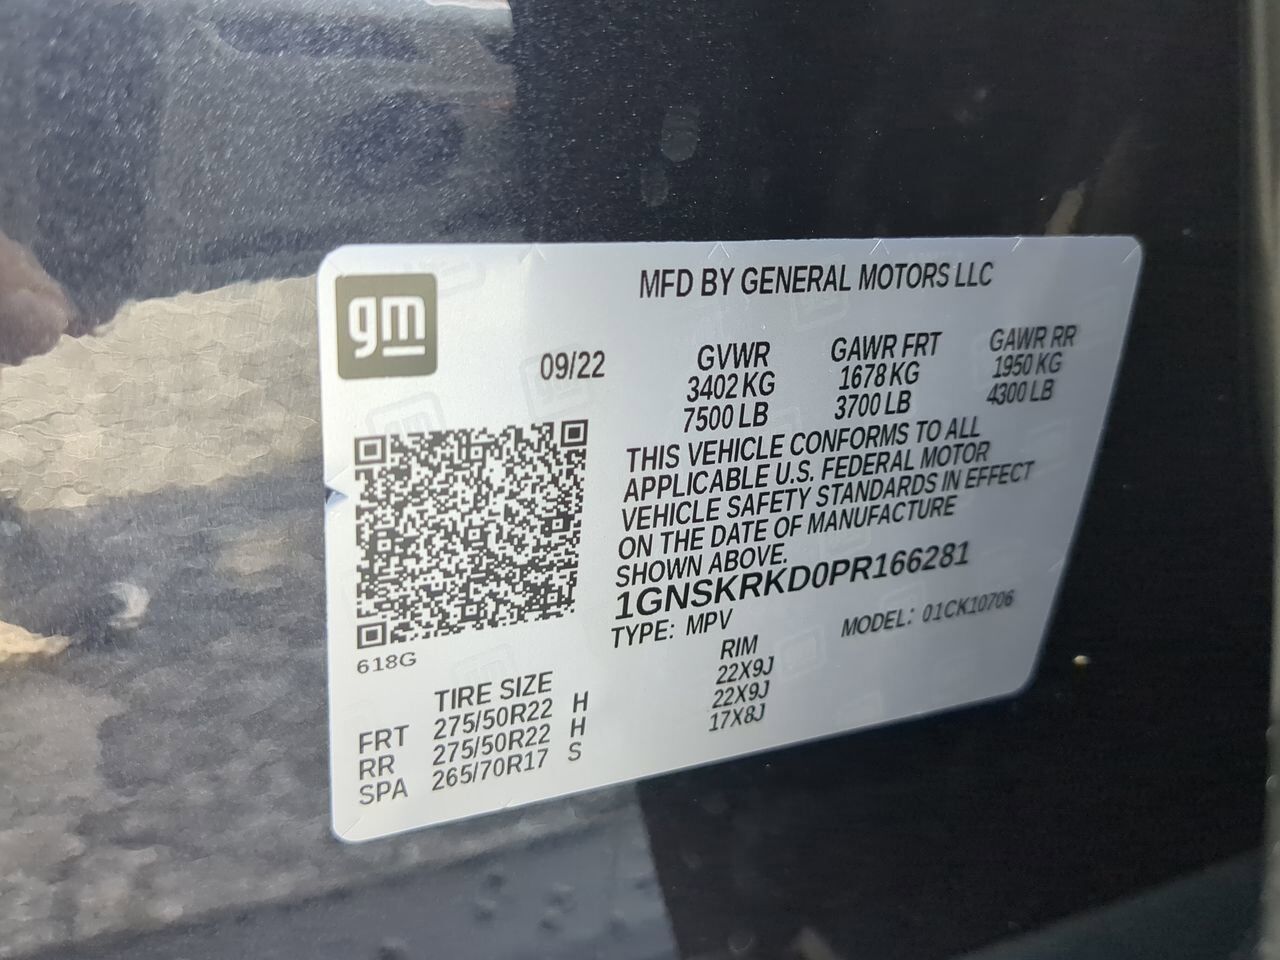 gm
MFD BY GENERAL MOTORS LLC
09/22
GVWR GAWR FRT GAWR RR
3402 KG 1678 KG 1950 KG
7500 LB 3700 LB 4300 LB
THIS VEHICLE CONFORMS TO ALL
APPLICABLE U.S. FEDERAL MOTOR
VEHICLE SAFETY STANDARDS IN EFFECT
ON THE DATE OF MANUFACTURE
SHOWN ABOVE.
1GNSKRKD0PR166281
TYPE: MPV MODEL: 01CK10706
618G
TIRE SIZE RIM
FRT 275/50R22 H 22X9J
RR 275/50R22 H 22X9J
SPA 265/70R17 S 17X8J